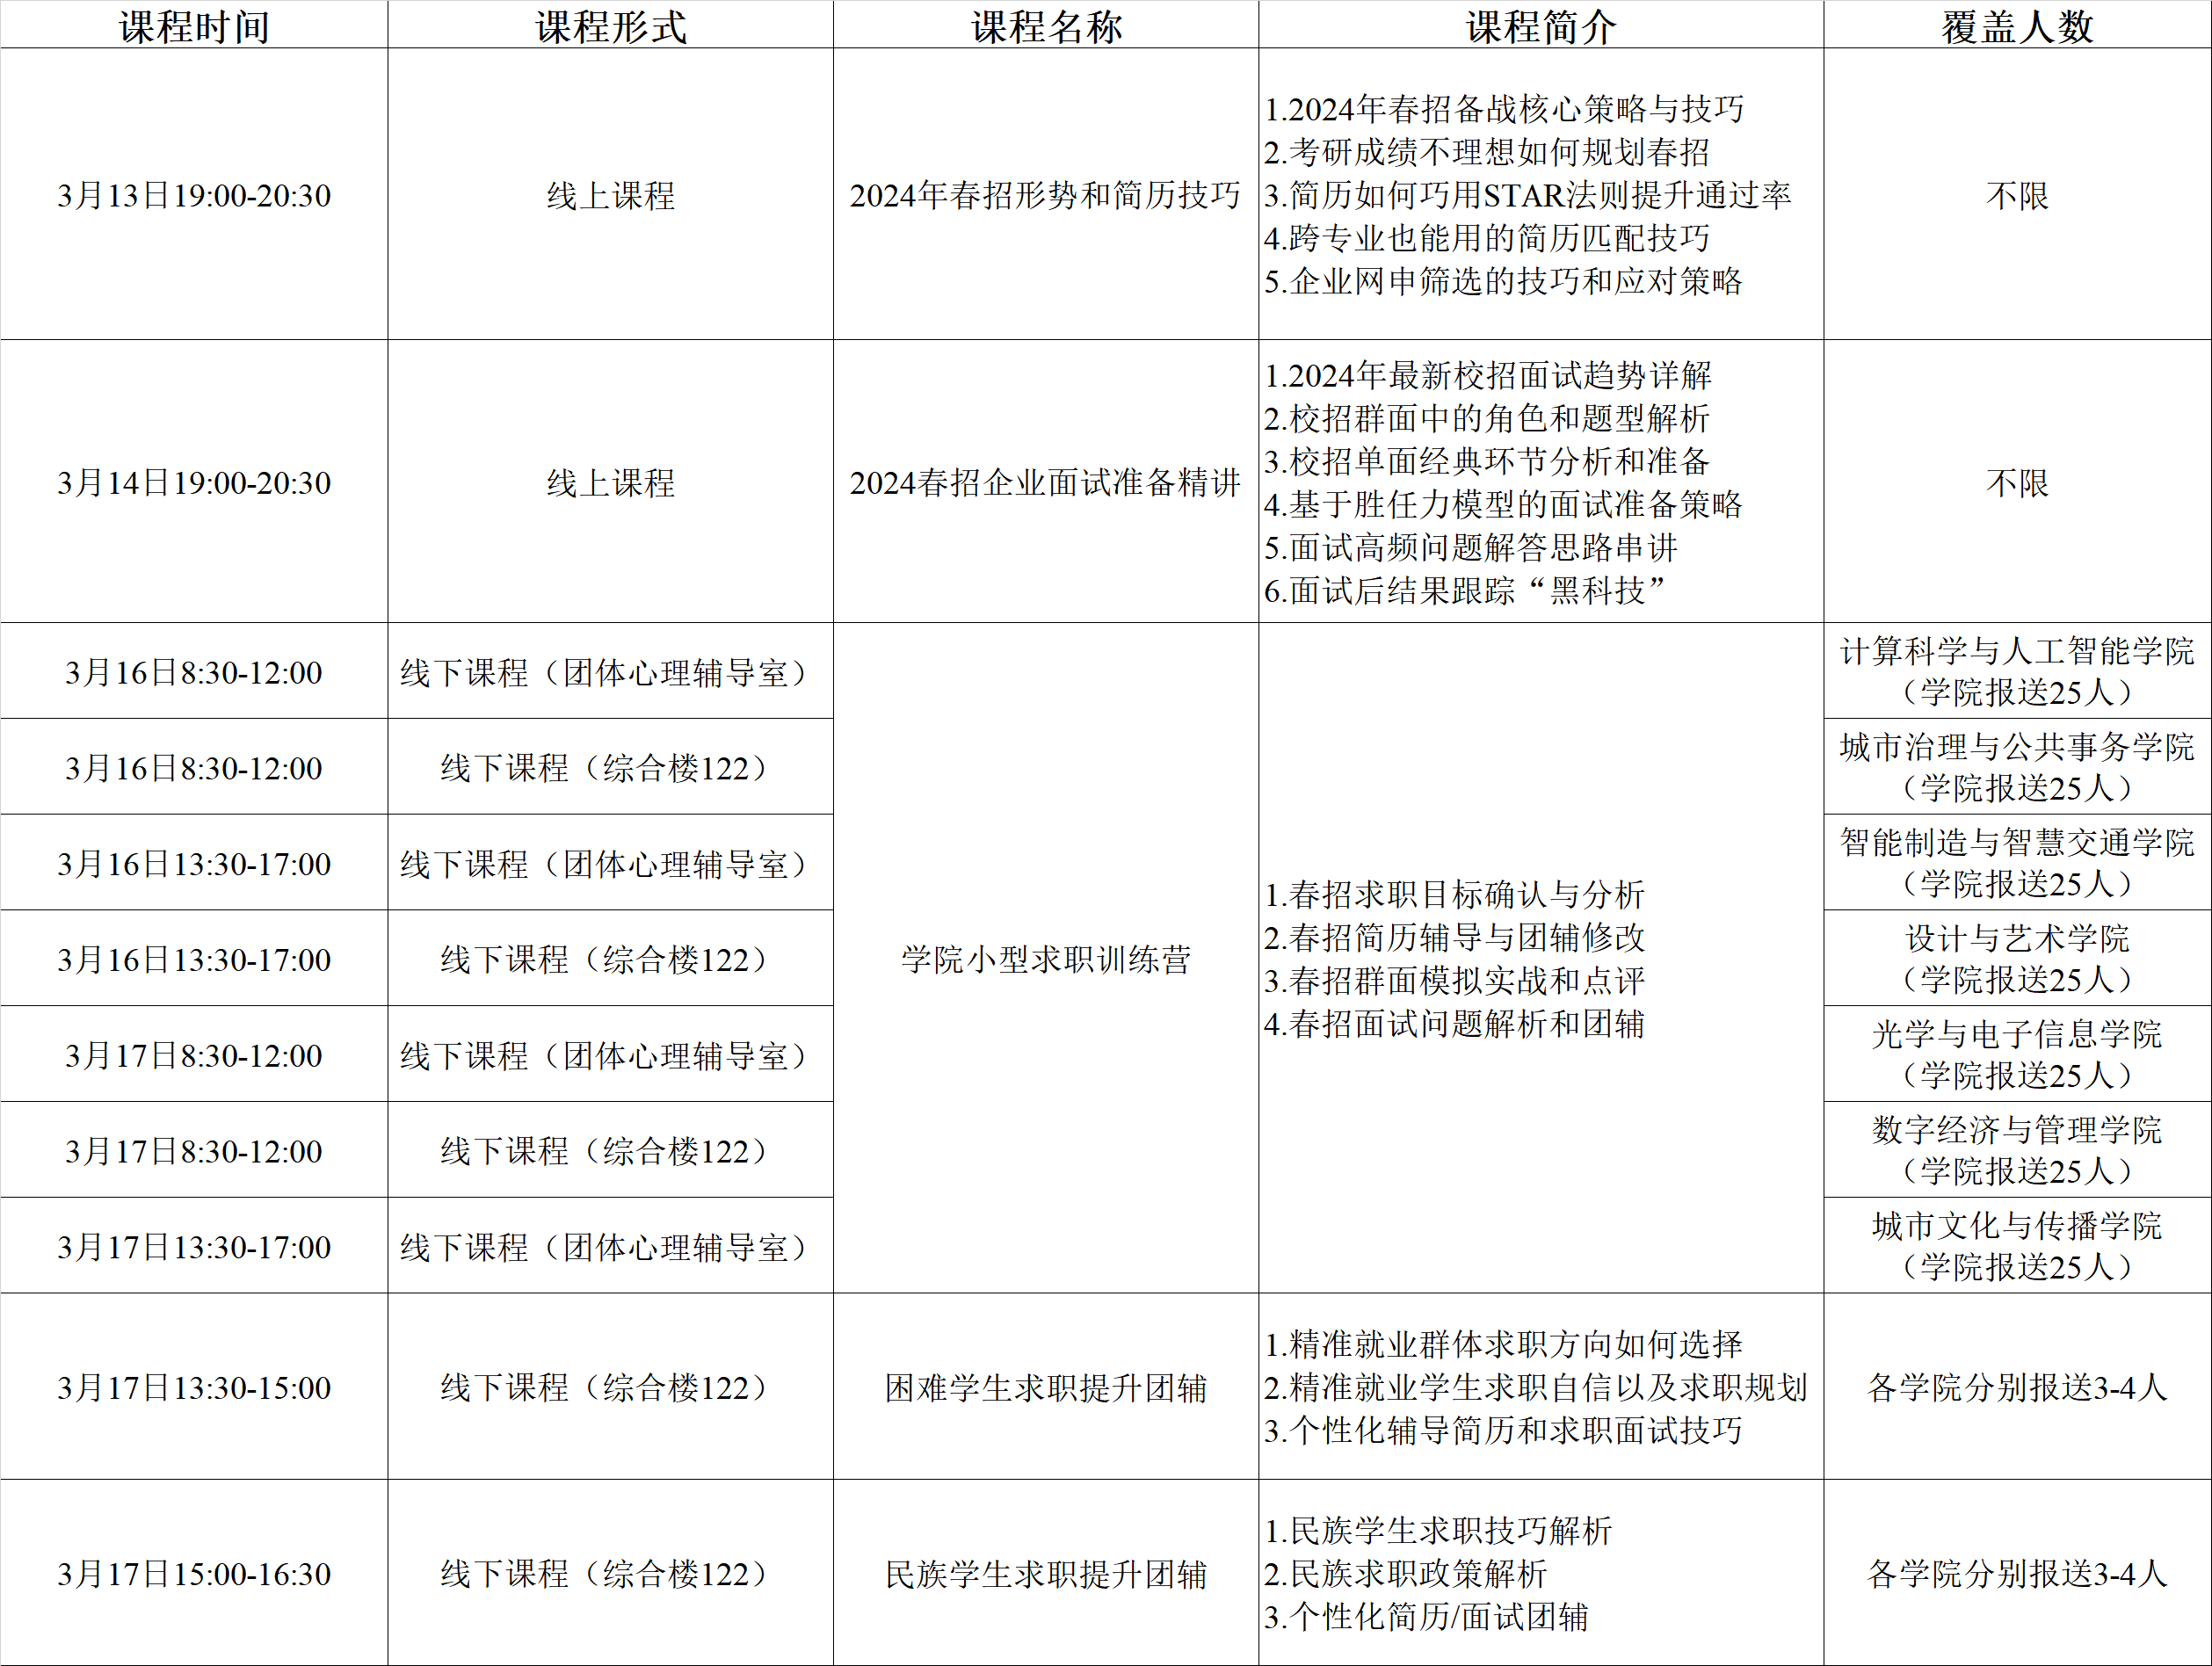 课程时间
课程形式
课程名称
课程简介
覆盖人数
3月13日19:00-20:30
线上课程
2024年春招形势和简历技巧
1.2024年春招备战核心策略与技巧
2.考研成绩不理想如何规划春招
3.简历如何巧用STAR法则提升通过率
4.跨专业也能用的简历匹配技巧
5.企业网申筛选的技巧和应对策略
不限
3月14日19:00-20:30
线上课程
2024春招企业面试准备精讲
1.2024年最新校招面试趋势详解
2.校招群面中的角色和题型解析
3.校招单面经典环节分析和准备
4.基于胜任力模型的面试准备策略
5.面试高频问题解答思路串讲
6.面试后结果跟踪“黑科技”
不限
3月16日8:30-12:00
线下课程（团体心理辅导室）
学院小型求职训练营
1.春招求职目标确认与分析
2.春招简历辅导与团辅修改
3.春招群面模拟实战和点评
4.春招面试问题解析和团辅
计算科学与人工智能学院
（学院报送25人）
3月16日8:30-12:00
线下课程（综合楼122）
城市治理与公共事务学院
（学院报送25人）
3月16日13:30-17:00
线下课程（团体心理辅导室）
智能制造与智慧交通学院
（学院报送25人）
3月16日13:30-17:00
线下课程（综合楼122）
设计与艺术学院
（学院报送25人）
3月17日8:30-12:00
线下课程（团体心理辅导室）
光学与电子信息学院
（学院报送25人）
3月17日8:30-12:00
线下课程（综合楼122）
数字经济与管理学院
（学院报送25人）
3月17日13:30-17:00
线下课程（团体心理辅导室）
城市文化与传播学院
（学院报送25人）
3月17日13:30-15:00
线下课程（综合楼122）
困难学生求职提升团辅
1.精准就业群体求职方向如何选择
2.精准就业学生求职自信以及求职规划
3.个性化辅导简历和求职面试技巧
各学院分别报送3-4人
3月17日15:00-16:30
线下课程（综合楼122）
民族学生求职提升团辅
1.民族学生求职技巧解析
2.民族求职政策解析
3.个性化简历/面试团辅
各学院分别报送3-4人